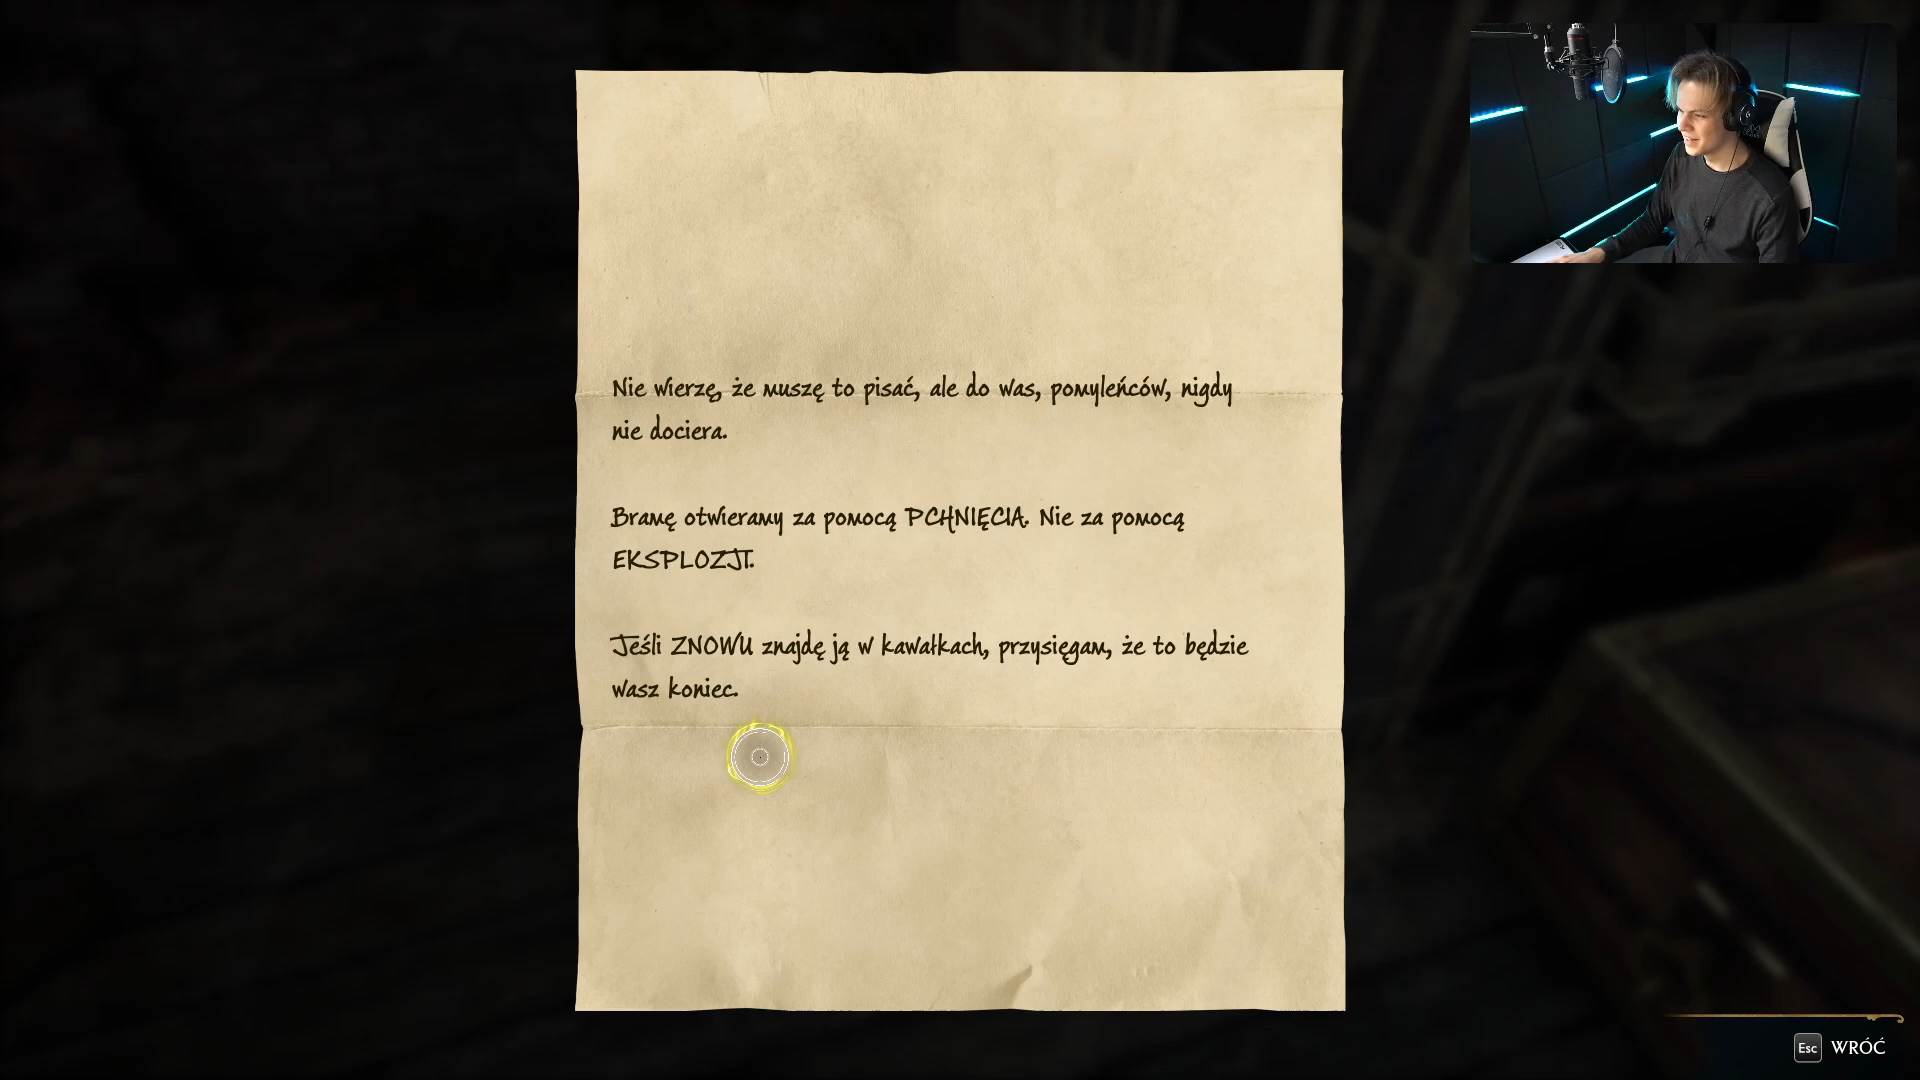 Nie wierzę, że muszę to pisać, ale do was, pomyleńców, nigdy
nie dociera.
Bramę otwieramy za pomocą PCHNIĘCIA. Nie za pomocą
EKSPLOZJI.
Jeśli ZNOWU znajdę ją w kawałkach, przysięgam, że to będzie
wasz koniec.
Esc WRÓĆ